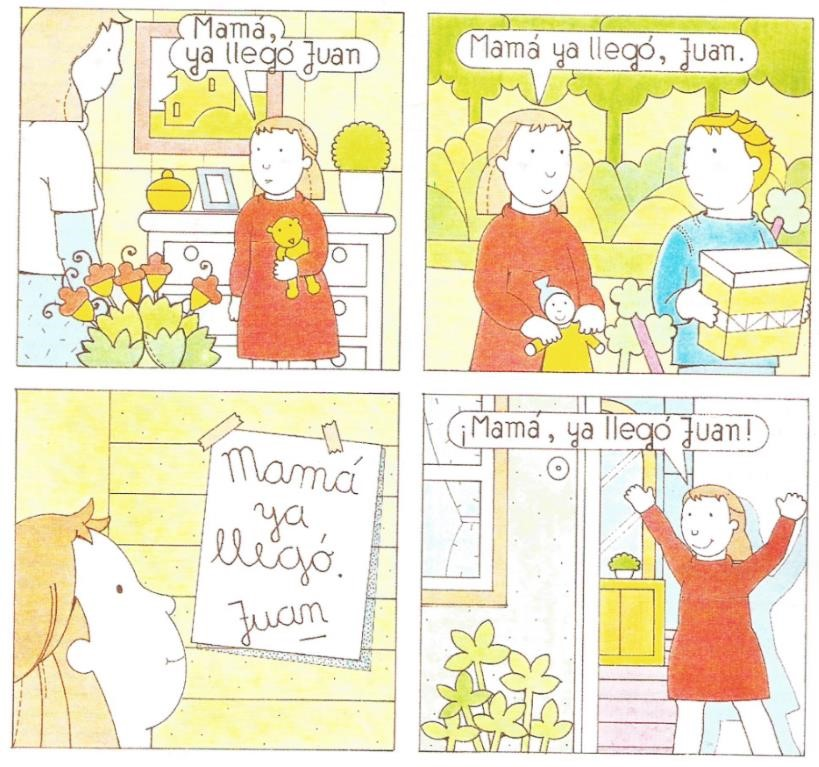 Mamá,
ya llegó Juan
Mamá ya llegó, Juan.
Mamá
ya
llegó.
Juan
¡Mamá, ya llegó Juan!